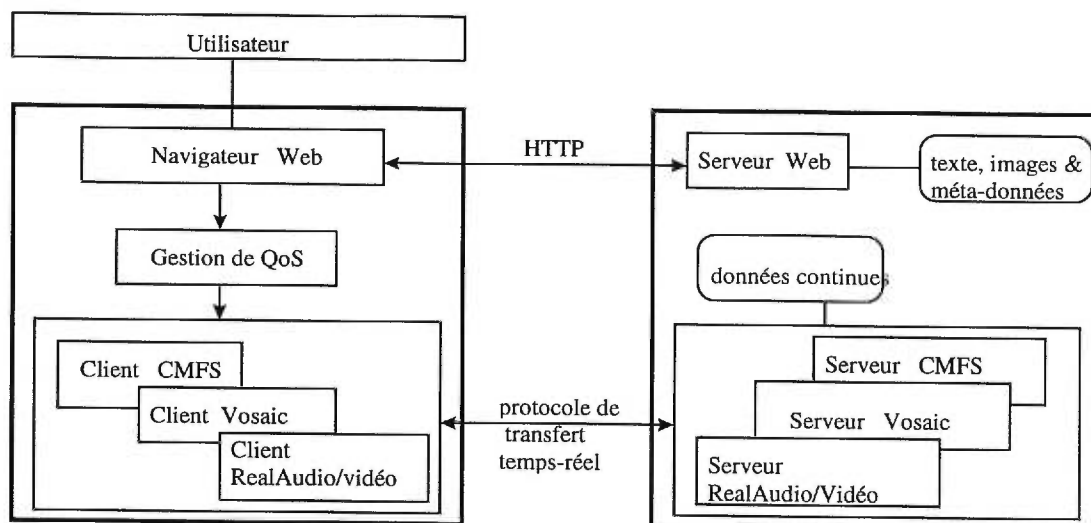 Utilisateur
Navigateur Web
HTTP
Serveur Web
texte, images &
méta-données
Gestion de QoS
données continues
Client CMFS
Client Vosaic
Client
RealAudio/vidéo
protocole de
transfert
temps-réel
Serveur CMFS
Serveur Vosaic
Serveur
RealAudio/Vidéo